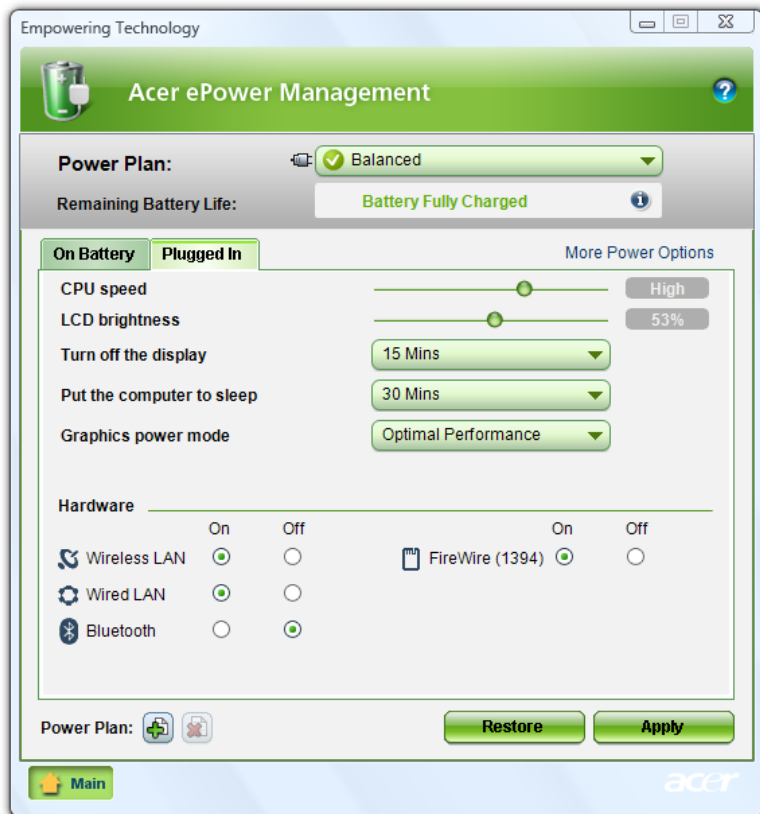 Empowering Technology
Acer ePower Management
Power Plan: Balanced
Remaining Battery Life: Battery Fully Charged
On Battery Plugged In More Power Options
CPU speed High
LCD brightness 53%
Turn off the display 15 Mins
Put the computer to sleep 30 Mins
Graphics power mode Optimal Performance
Hardware
On Off On Off
Wireless LAN FireWire (1394)
Wired LAN
Bluetooth
Power Plan: Restore Apply
Main acer